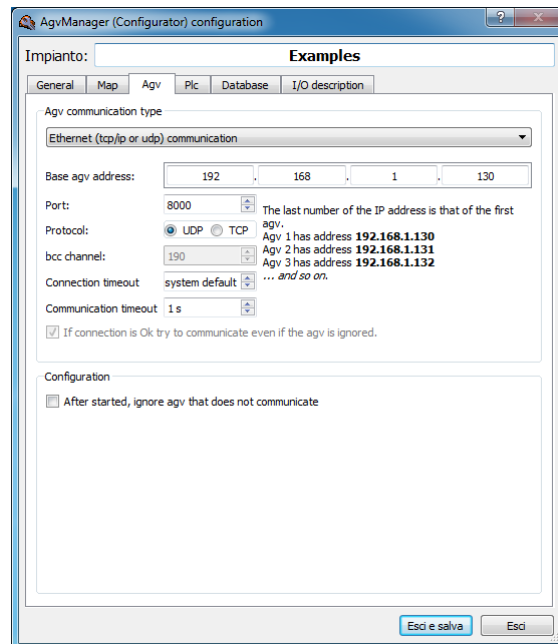 AgvManager (Configurator) configuration
Impianto: Examples
General Map Agv Plc Database I/O description
Agv communication type
Ethernet (tcp/ip or udp) communication
Base agv address: 192 . 168 . 1 . 130
Port: 8000
The last number of the IP address is that of the first
agv.
Protocol: UDP TCP
Agv 1 has address 192.168.1.130
Agv 2 has address 192.168.1.131
bcc channel: 190
Agv 3 has address 192.168.1.132
... and so on.
Connection timeout system default
Communication timeout 1 s
If connection is Ok try to communicate even if the agv is ignored.
Configuration
After started, ignore agv that does not communicate
Esci e salva Esci